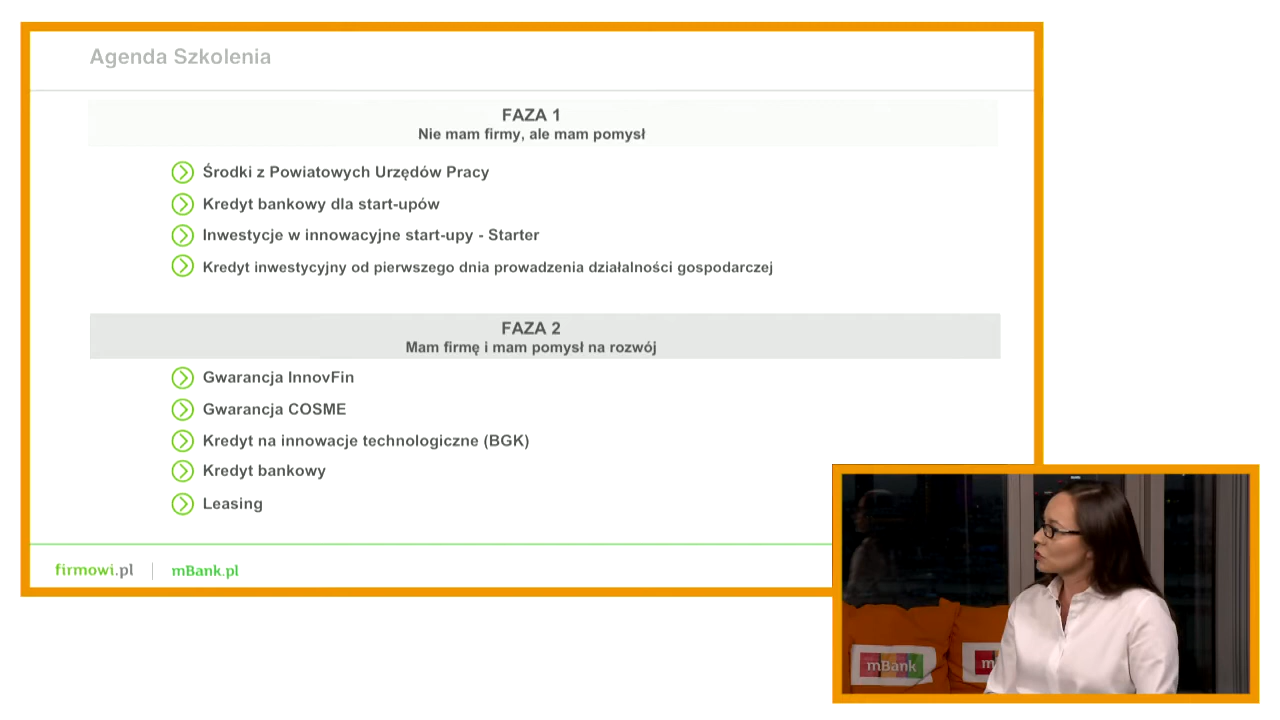 Agenda Szkolenia
FAZA 1
Nie mam firmy, ale mam pomysł
Środki z Powiatowych Urzędów Pracy
Kredyt bankowy dla start-upów
Inwestycje w innowacyjne start-upy - Starter
Kredyt inwestycyjny od pierwszego dnia prowadzenia działalności gospodarczej
FAZA 2
Mam firmę i mam pomysł na rozwój
Gwarancja InnovFin
Gwarancja COSME
Kredyt na innowacje technologiczne (BGK)
Kredyt bankowy
Leasing
firmowi.pl
mBank.pl
mBank
m